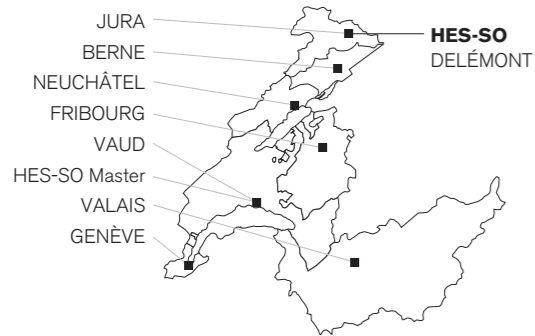 JURA
BERNE
NEUCHÂTEL
FRIBOURG
VAUD
HES-SO Master
VALAIS
GENÈVE
HES-SO
DELÉMONT